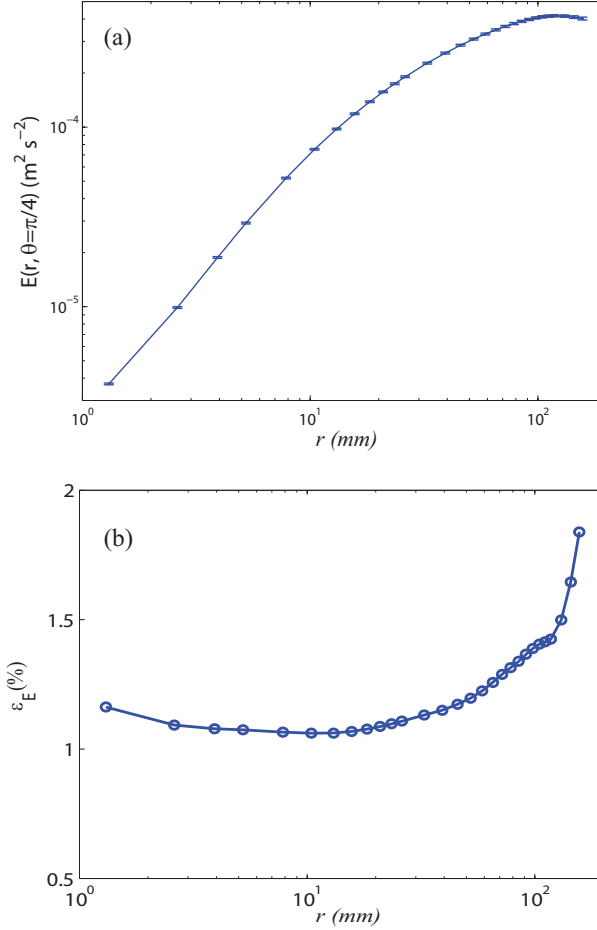 (a)
10⁻⁴
10⁻⁵
E(r, θ=π/4) (m² s⁻²)
10⁰ 10¹ 10²
r (mm)
(b)
2
1.5
1
0.5
ε_E(%)
10⁰ 10¹ 10²
r (mm)